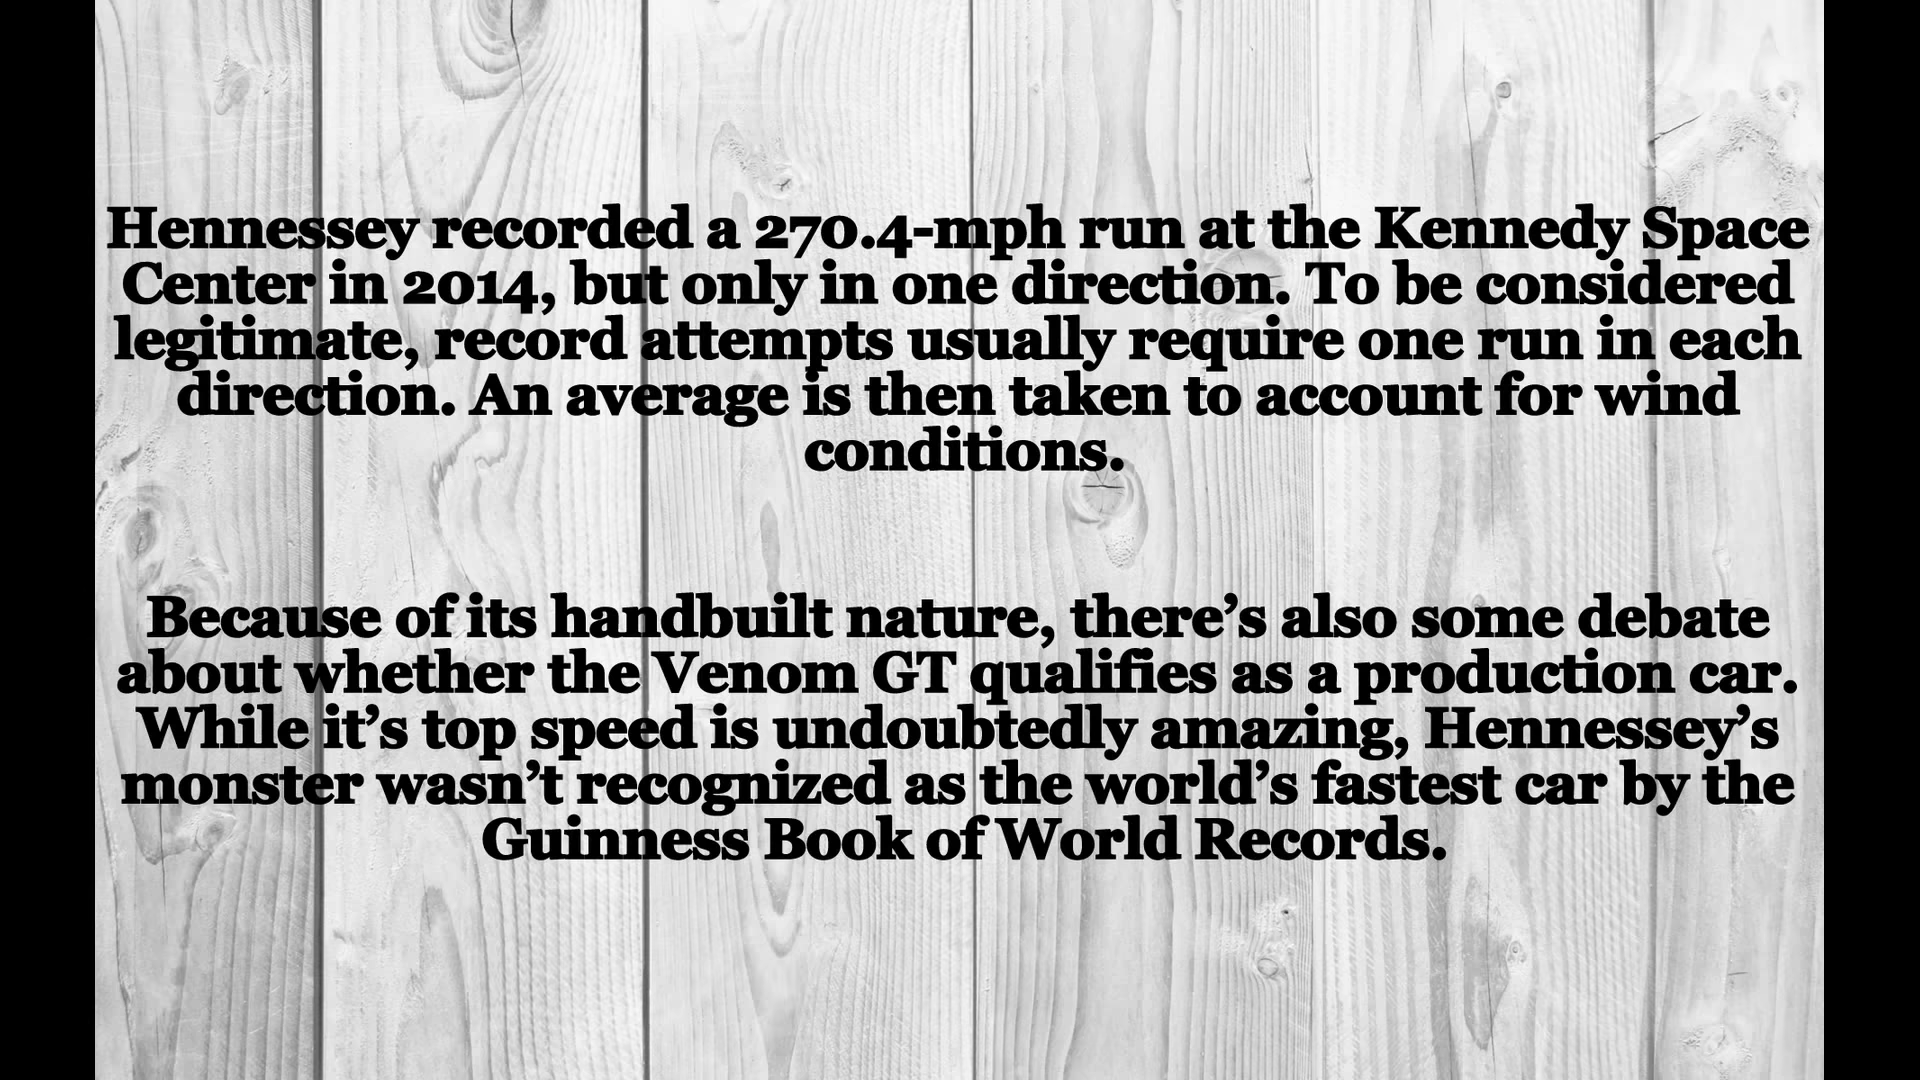 Hennessey recorded a 270.4-mph run at the Kennedy Space
Center in 2014, but only in one direction. To be considered
legitimate, record attempts usually require one run in each
direction. An average is then taken to account for wind
conditions.
Because of its handbuilt nature, there’s also some debate
about whether the Venom GT qualifies as a production car.
While it’s top speed is undoubtedly amazing, Hennessey’s
monster wasn’t recognized as the world’s fastest car by the
Guinness Book of World Records.